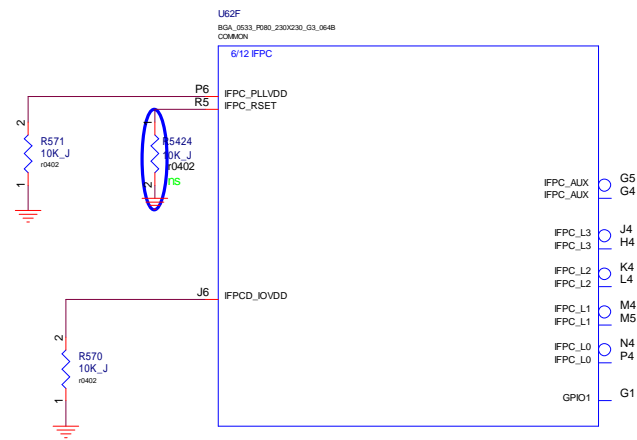 U62F
BGA_0533_P080_230X230_G3_064B
COMMON
6/12 IFPC
P6 IFPC_PLLVDD
R5 IFPC_RSET
2
R571
10K_J
r0402
1
1
R5424
10K_J
r0402
2
ns
IFPC_AUX G5
IFPC_AUX G4
IFPC_L3 J4
IFPC_L3 H4
IFPC_L2 K4
IFPC_L2 L4
J6 IFPCD_IOVDD
IFPC_L1 M4
IFPC_L1 M5
2
R570
10K_J
r0402
1
IFPC_L0 N4
IFPC_L0 P4
GPIO1 G1